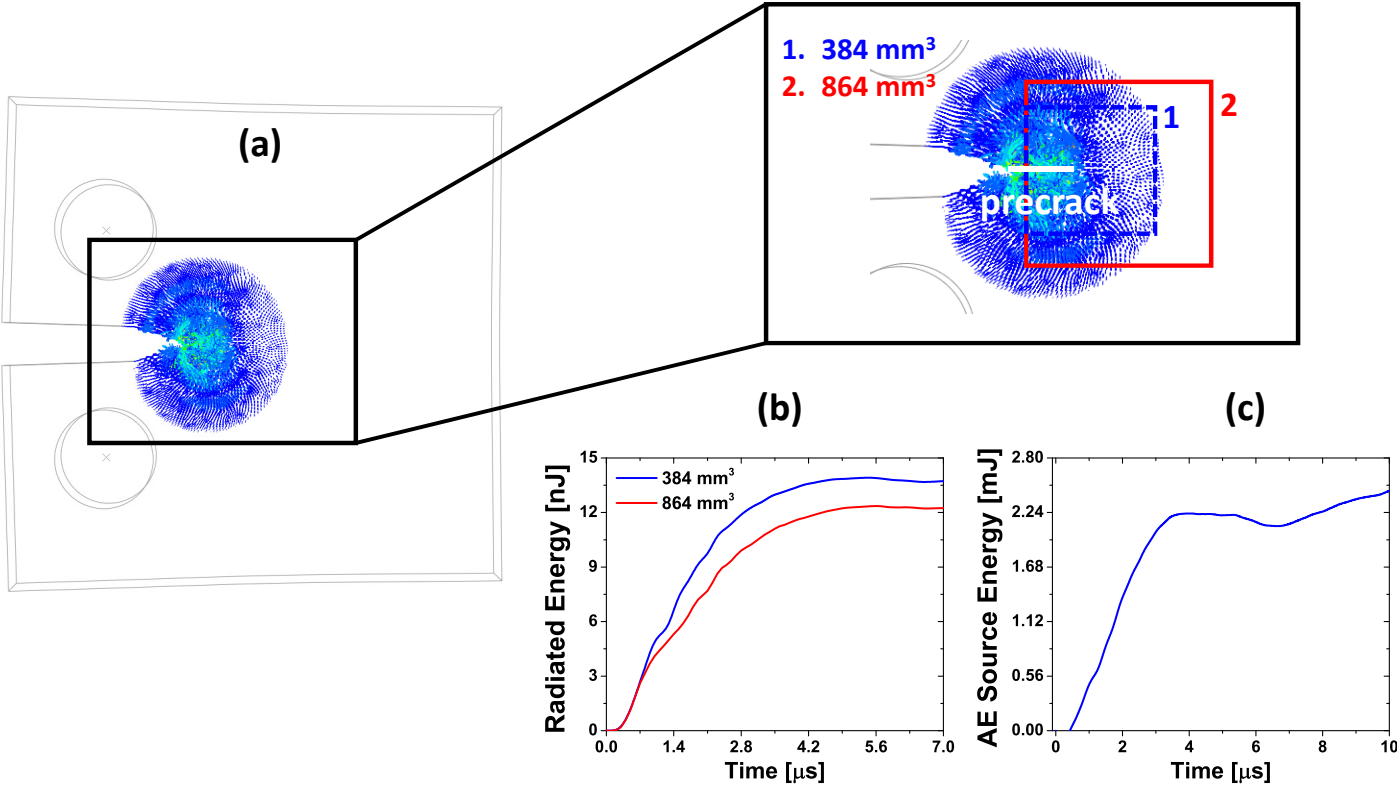 (a)
1. 384 mm³
2. 864 mm³
1
2
precrack
(b)
Radiated Energy [nJ]
15
12
9
6
3
0
384 mm³
864 mm³
0.0 1.4 2.8 4.2 5.6 7.0
Time [μs]
(c)
AE Source Energy [mJ]
2.80
2.24
1.68
1.12
0.56
0.00
0 2 4 6 8 10
Time [μs]